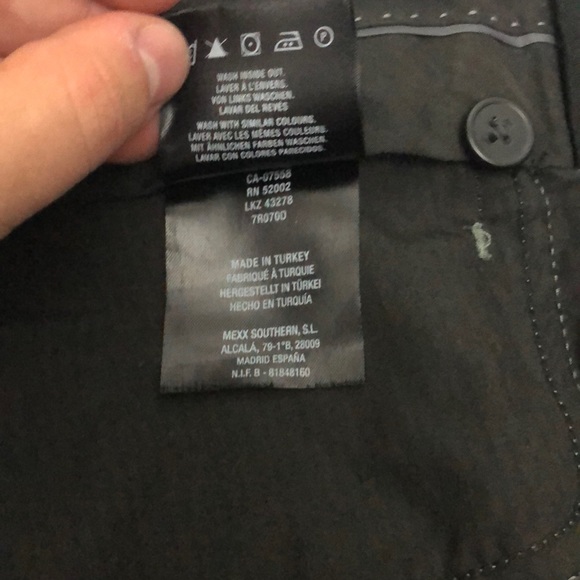 P
WASH INSIDE OUT.
LAVER À L'ENVERS.
VON LINKS WASCHEN.
LAVAR DEL REVÉS
WASH WITH SIMILAR COLOURS.
LAVER AVEC LES MÊMES COULEURS.
MIT ÄHNLICHEN FARBEN WASCHEN.
LAVAR CON COLORES PARECIDOS.
CA-07558
RN 52002
LKZ 43278
7R070D
MADE IN TURKEY
FABRIQUÉ À TURQUIE
HERGESTELLT IN TÜRKEI
HECHO EN TURQUÍA
MEXX SOUTHERN, S.L.
ALCALÁ, 79-1°B, 28009
MADRID ESPAÑA
N.I.F. B - 81848160